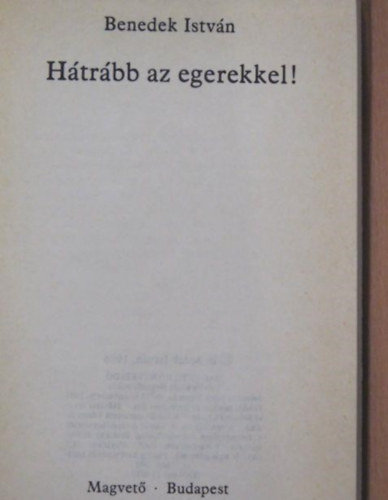 Benedek István
Hátrább az egerekkel!
Magvető · Budapest